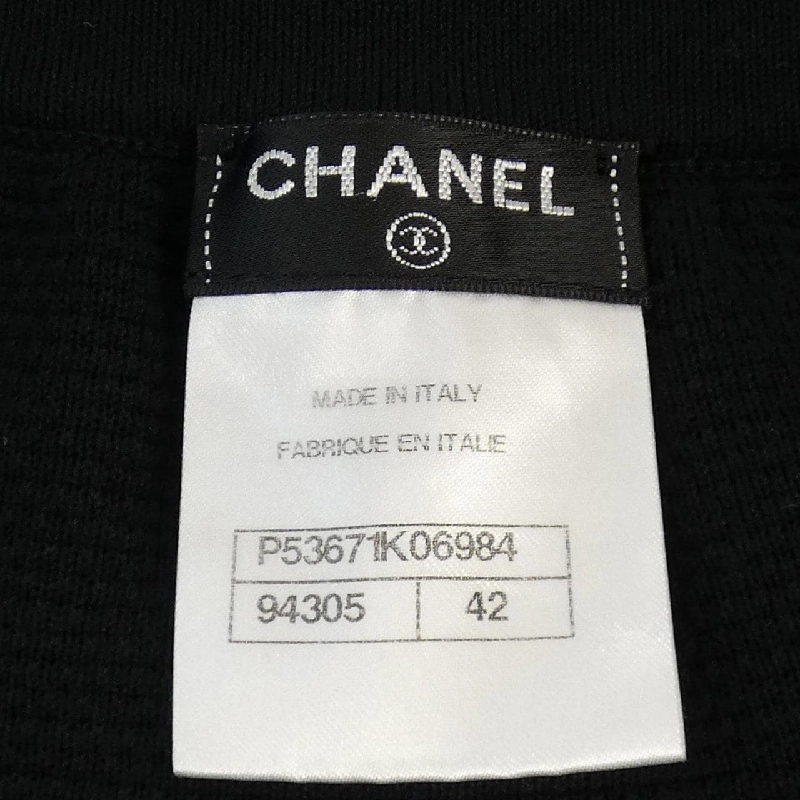 CHANEL
MADE IN ITALY
FABRIQUE EN ITALIE
P53671K06984
94305 42